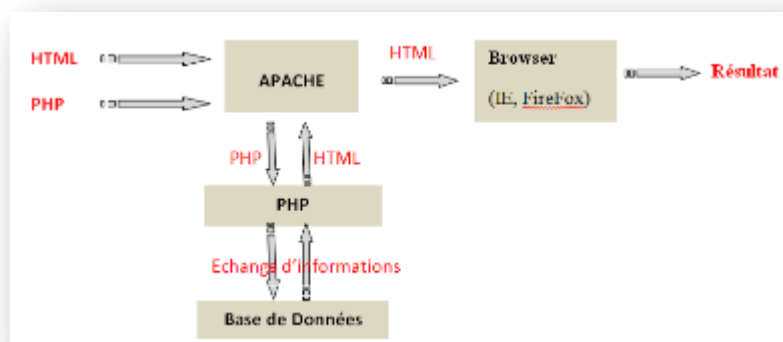 HTML
PHP
APACHE
HTML
Browser
(IE, FireFox)
Résultat
PHP
HTML
PHP
Echange d'informations
Base de Données